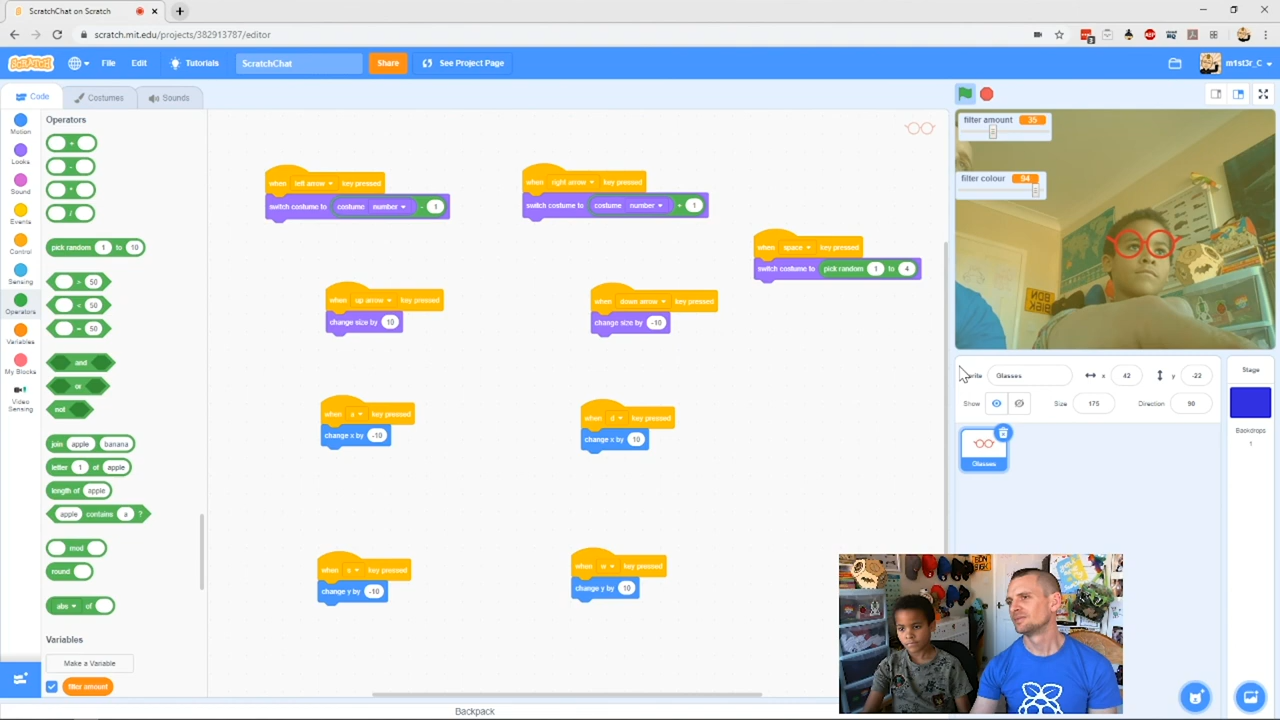 ScratchChat on Scratch
scratch.mit.edu/projects/382913787/editor
SCRATCH
File
Edit
Tutorials
ScratchChat
Share
See Project Page
m1st3r_C
Code
Costumes
Sounds
Motion
Looks
Sound
Events
Control
Sensing
Operators
Variables
My Blocks
Video
Sensing
Operators
+
-
*
/
pick random 1 to 10
> 50
< 50
= 50
and
or
not
join apple banana
letter 1 of apple
length of apple
apple contains a ?
mod
round
abs of
Variables
Make a Variable
filter amount
when left arrow key pressed
switch costume to costume number - 1
when right arrow key pressed
switch costume to costume number + 1
when space key pressed
switch costume to pick random 1 to 4
when up arrow key pressed
change size by 10
when down arrow key pressed
change size by -10
when a key pressed
change x by -10
when d key pressed
change x by 10
when s key pressed
change y by -10
when w key pressed
change y by 10
filter amount 35
filter colour 94
Glasses
x 42
y -22
Show
Size 175
Direction 90
Glasses
Stage
Backdrops
1
Backpack